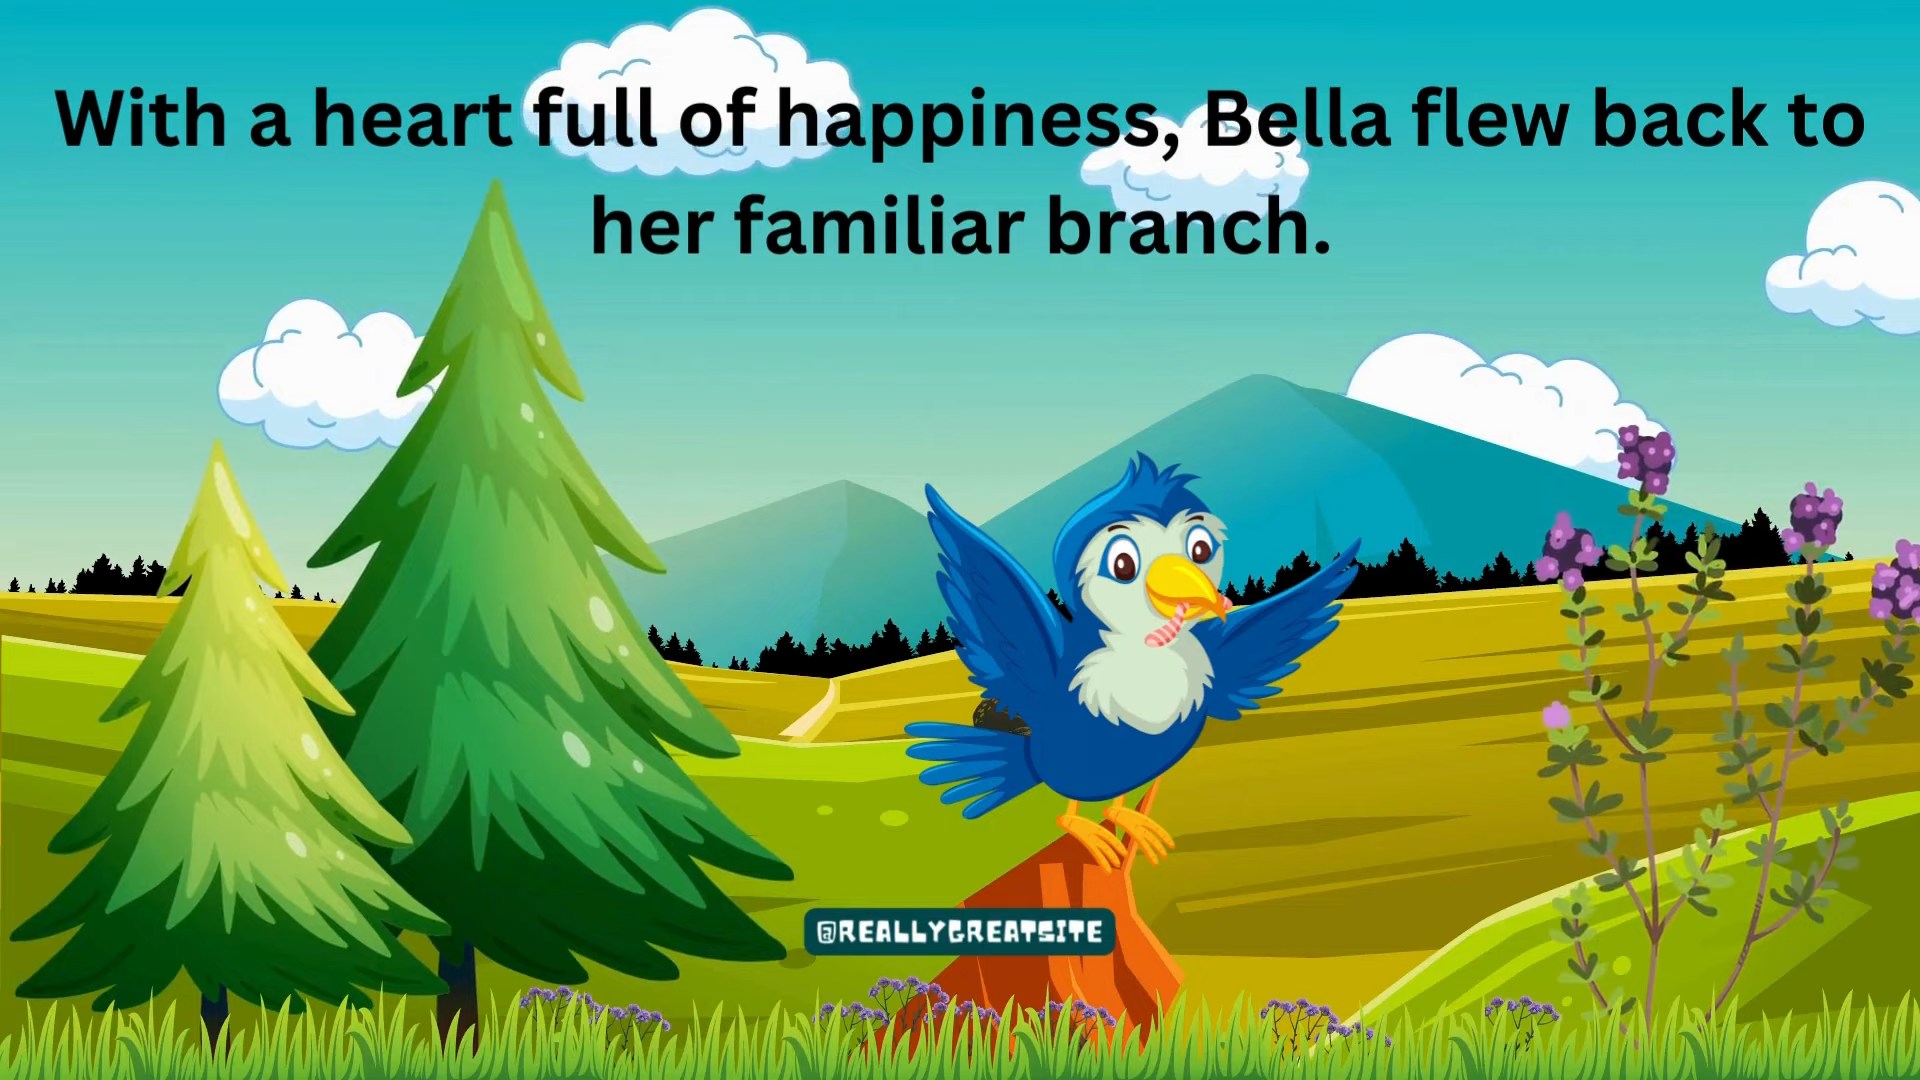 With a heart full of happiness, Bella flew back to
her familiar branch.
@REALLYGREATSITE